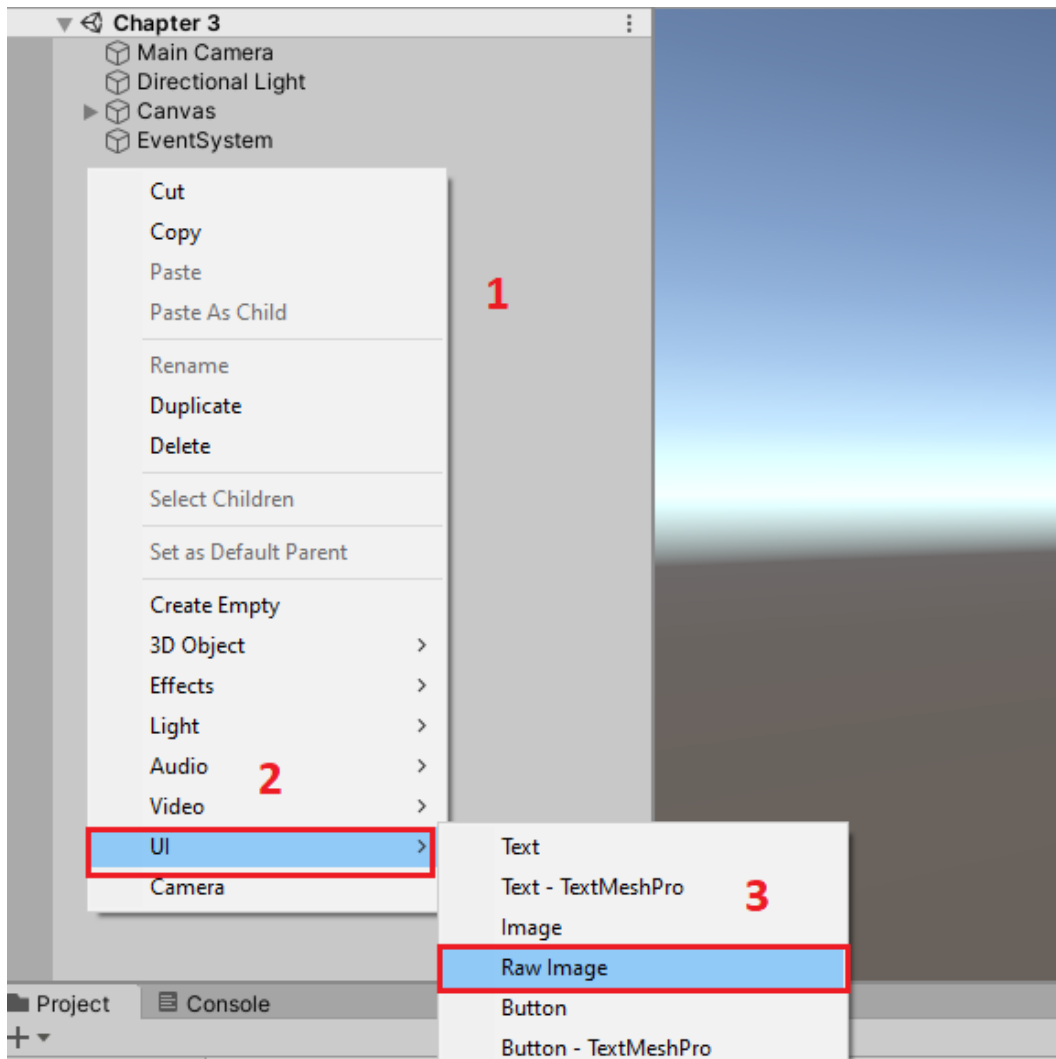 Chapter 3
Main Camera
Directional Light
Canvas
EventSystem
Cut
Copy
Paste
Paste As Child
1
Rename
Duplicate
Delete
Select Children
Set as Default Parent
Create Empty
3D Object
Effects
Light
Audio
2
Video
UI
Camera
Text
Text - TextMeshPro
3
Image
Raw Image
Button
Button - TextMeshPro
Project
Console